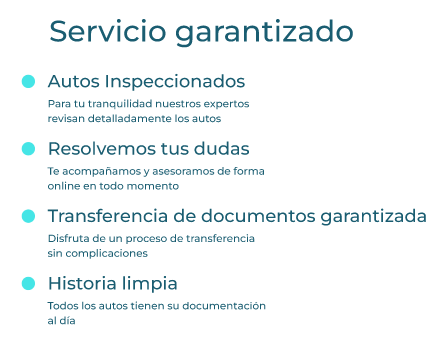 Servicio garantizado
Autos Inspeccionados
Para tu tranquilidad nuestros expertos
revisan detalladamente los autos
Resolvemos tus dudas
Te acompañamos y asesoramos de forma
online en todo momento
Transferencia de documentos garantizada
Disfruta de un proceso de transferencia
sin complicaciones
Historia limpia
Todos los autos tienen su documentación
al día